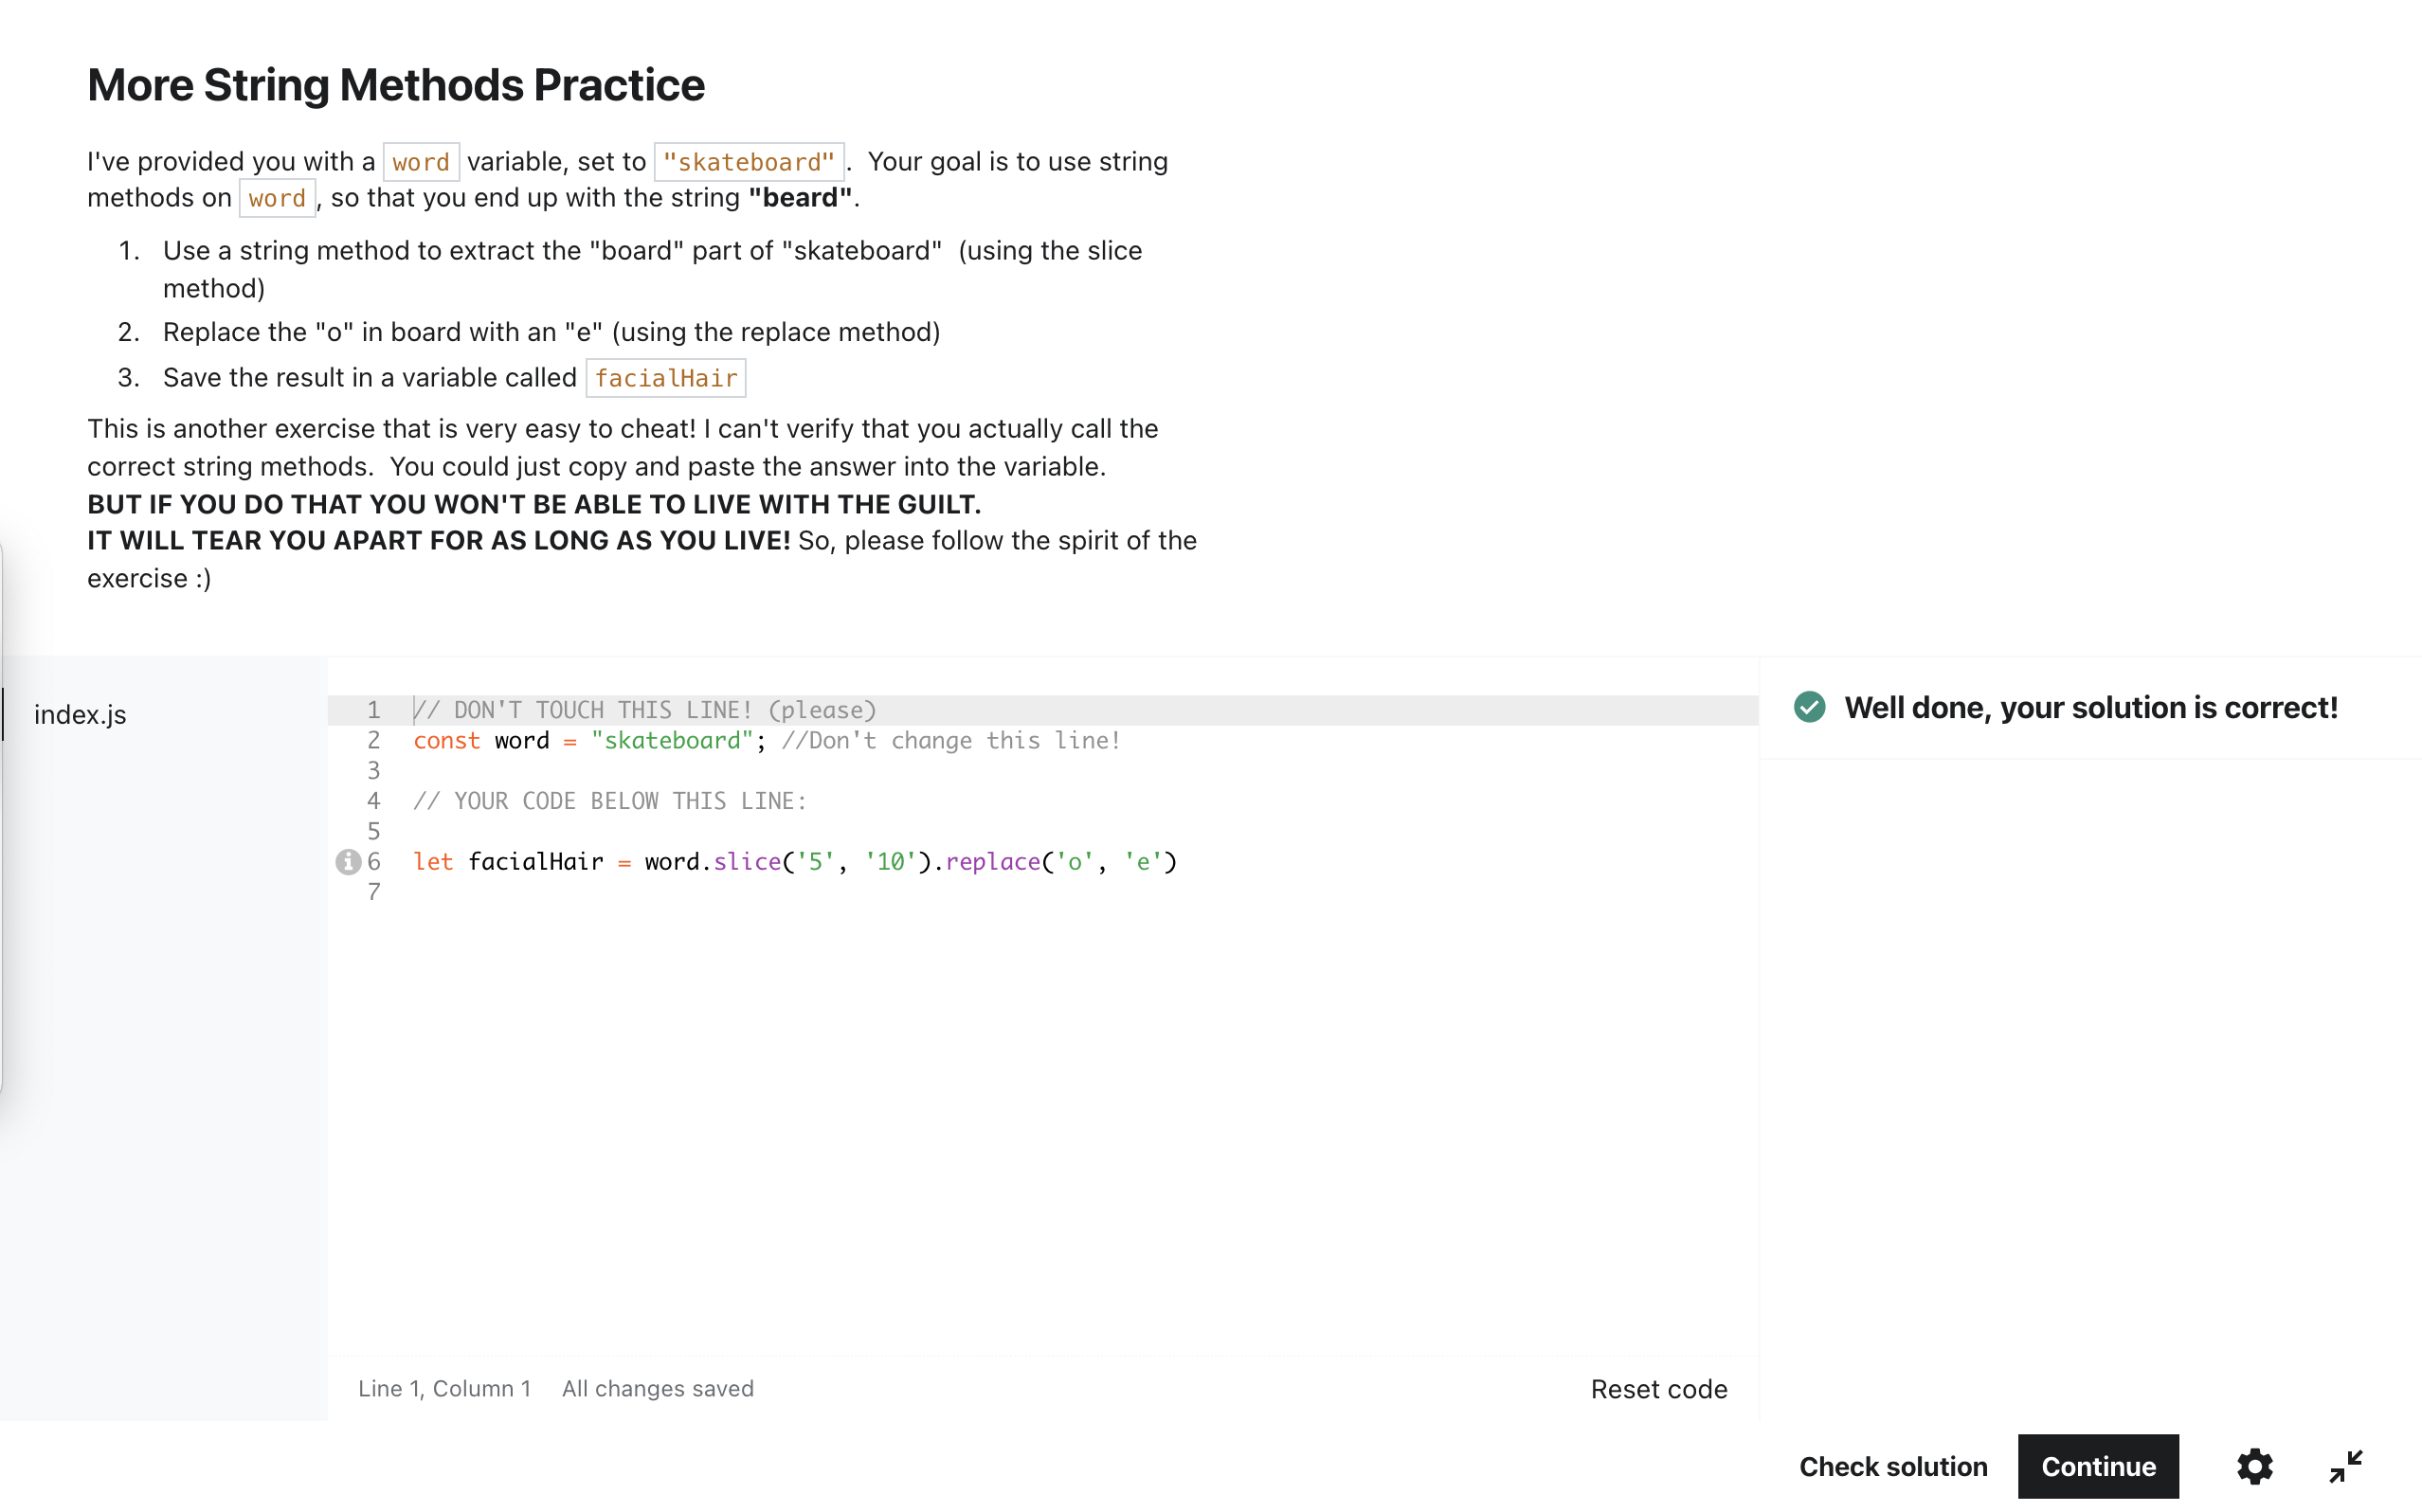 More String Methods Practice
I've provided you with a word variable, set to "skateboard".  Your goal is to use string
methods on word, so that you end up with the string "beard".
1. Use a string method to extract the "board" part of "skateboard"  (using the slice
method)
2. Replace the "o" in board with an "e" (using the replace method)
3. Save the result in a variable called facialHair
This is another exercise that is very easy to cheat! I can't verify that you actually call the
correct string methods.  You could just copy and paste the answer into the variable.
BUT IF YOU DO THAT YOU WON'T BE ABLE TO LIVE WITH THE GUILT.
IT WILL TEAR YOU APART FOR AS LONG AS YOU LIVE! So, please follow the spirit of the
exercise :)
index.js
1 // DON'T TOUCH THIS LINE! (please)
2 const word = "skateboard"; //Don't change this line!
3
4 // YOUR CODE BELOW THIS LINE:
5
6 let facialHair = word.slice('5', '10').replace('o', 'e')
7
Well done, your solution is correct!
Line 1, Column 1 All changes saved
Reset code
Check solution Continue